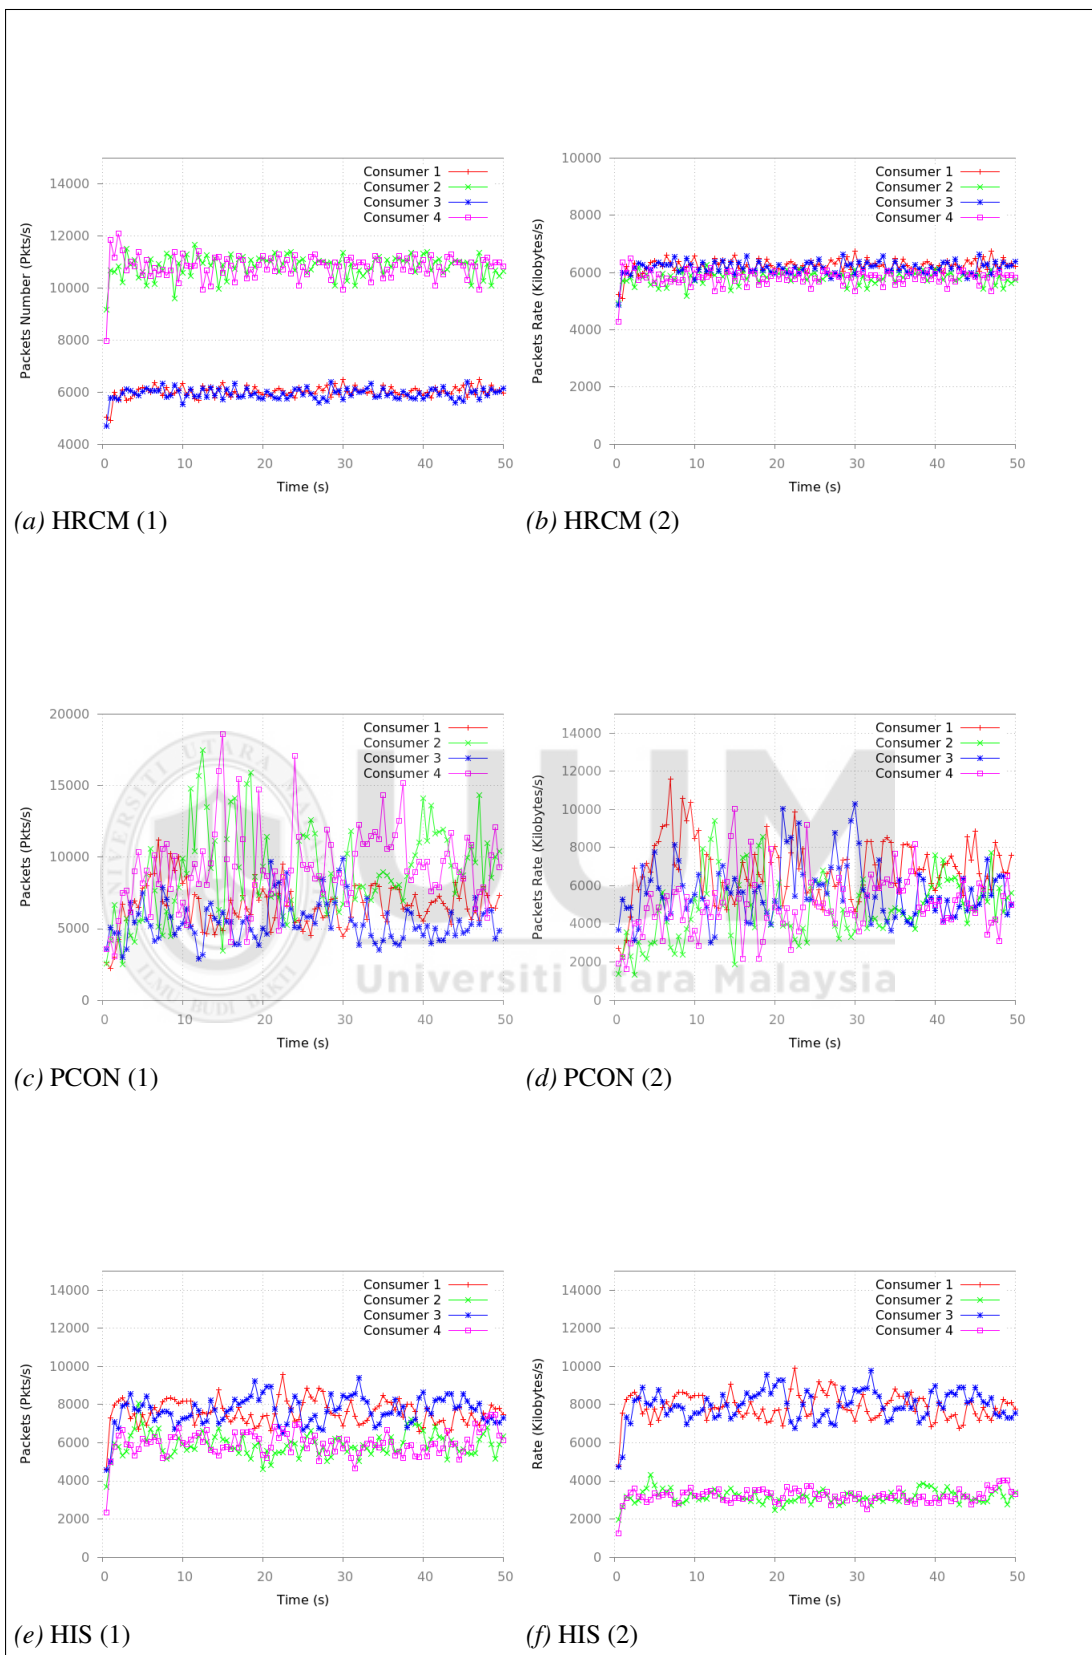 Consumer 1
Consumer 2
Consumer 3
Consumer 4
Packets Number (Pkts/s)
14000
12000
10000
8000
6000
4000
0 10 20 30 40 50
Time (s)
(a) HRCM (1)
Consumer 1
Consumer 2
Consumer 3
Consumer 4
Packets Rate (Kilobytes/s)
10000
8000
6000
4000
2000
0
0 10 20 30 40 50
Time (s)
(b) HRCM (2)
Consumer 1
Consumer 2
Consumer 3
Consumer 4
Packets (Pkts/s)
20000
15000
10000
5000
0
0 10 20 30 40 50
Time (s)
(c) PCON (1)
Consumer 1
Consumer 2
Consumer 3
Consumer 4
Packets Rate (Kilobytes/s)
14000
12000
10000
8000
6000
4000
2000
0
0 10 20 30 40 50
Time (s)
(d) PCON (2)
UNIVERSITI UTARA
ILMU BUDI BAKTI
UUM
Universiti Utara Malaysia
Consumer 1
Consumer 2
Consumer 3
Consumer 4
Packets (Pkts/s)
14000
12000
10000
8000
6000
4000
2000
0
0 10 20 30 40 50
Time (s)
(e) HIS (1)
Consumer 1
Consumer 2
Consumer 3
Consumer 4
Rate (Kilobytes/s)
14000
12000
10000
8000
6000
4000
2000
0
0 10 20 30 40 50
Time (s)
(f) HIS (2)